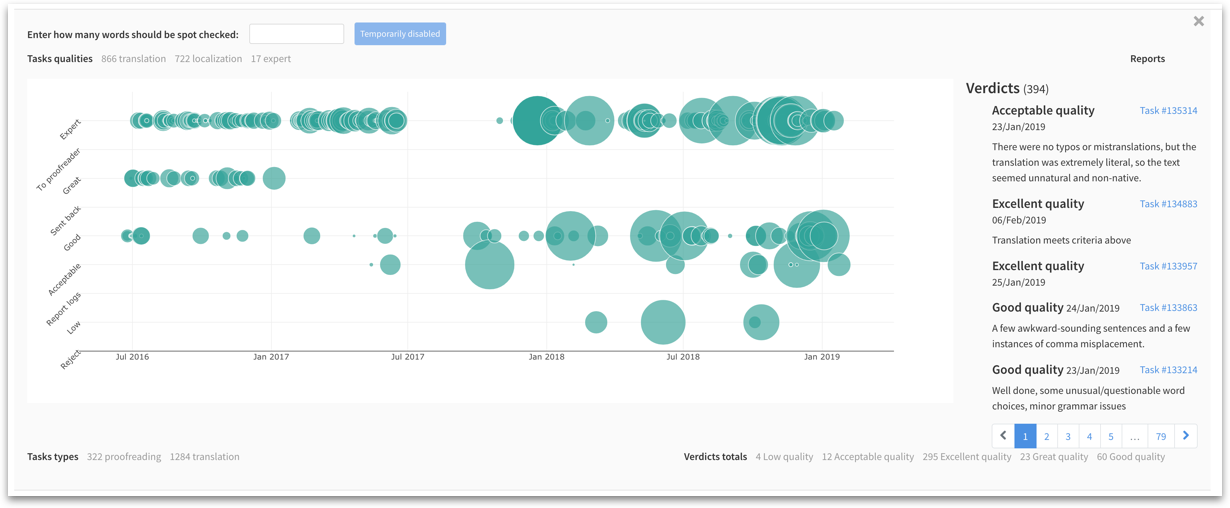 Enter how many words should be spot checked:
Temporarily disabled
Tasks qualities 866 translation 722 localization 17 expert
Reports
Expert
To proofreader
Great
Sent back
Good
Acceptable
Report logs
Low
Reject
Jul 2016 Jan 2017 Jul 2017 Jan 2018 Jul 2018 Jan 2019
Verdicts (394)
Acceptable quality Task #135314
23/Jan/2019
There were no typos or mistranslations, but the
translation was extremely literal, so the text
seemed unnatural and non-native.
Excellent quality Task #134883
06/Feb/2019
Translation meets criteria above
Excellent quality Task #133957
25/Jan/2019
Good quality 24/Jan/2019 Task #133863
A few awkward-sounding sentences and a few
instances of comma misplacement.
Good quality 23/Jan/2019 Task #133214
Well done, some unusual/questionable word
choices, minor grammar issues
1 2 3 4 5 … 79
Tasks types 322 proofreading 1284 translation
Verdicts totals 4 Low quality 12 Acceptable quality 295 Excellent quality 23 Great quality 60 Good quality